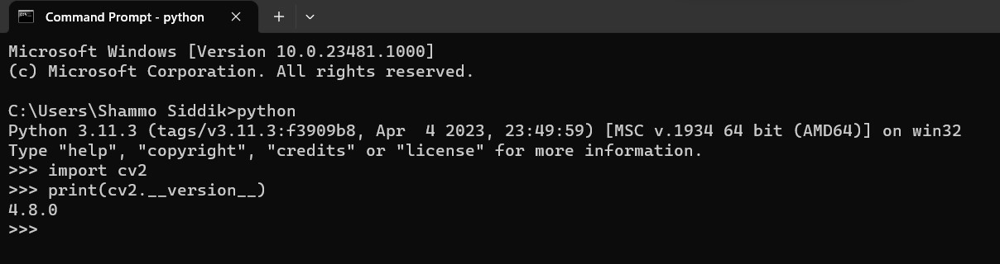 Command Prompt - python
Microsoft Windows [Version 10.0.23481.1000]
(c) Microsoft Corporation. All rights reserved.
C:\Users\Shammo Siddik>python
Python 3.11.3 (tags/v3.11.3:f3909b8, Apr  4 2023, 23:49:59) [MSC v.1934 64 bit (AMD64)] on win32
Type "help", "copyright", "credits" or "license" for more information.
>>> import cv2
>>> print(cv2.__version__)
4.8.0
>>>